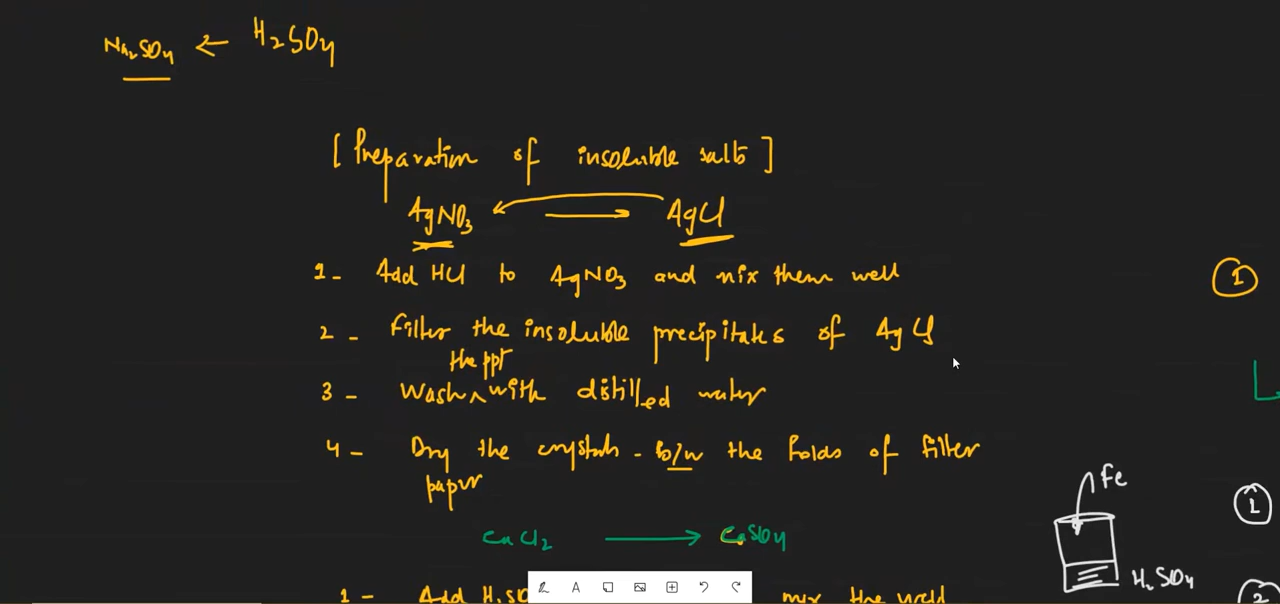 Na₂SO₄ ← H₂SO₄
[Preparation of insoluble salts]
AgNO₃ → AgCl
1- Add HCl to AgNO₃ and mix them well
2- Filter the insoluble precipitates of AgCl
the ppt
3- Wash ^ with distilled water
4- Dry the crystals - b/w the folds of filter
paper
CaCl₂ → CaSO₄
1- Add H₂SO mix the well
①
Fe
①
H₂SO₄
②
A